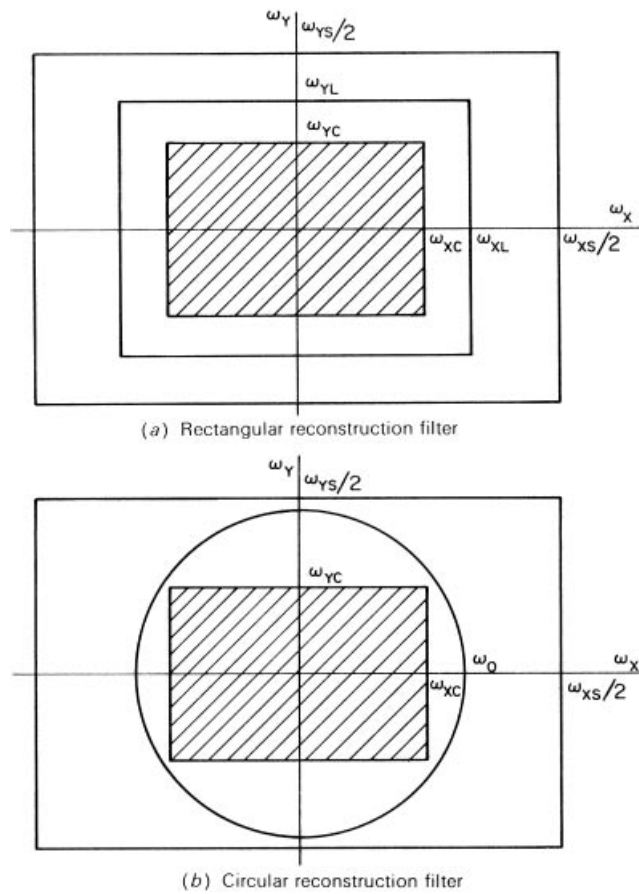 ω_Y ω_YS/2
ω_YL
ω_YC
ω_X
ω_XC ω_XL ω_XS/2
(a) Rectangular reconstruction filter
ω_Y ω_YS/2
ω_YC
ω_0 ω_X
ω_XC ω_XS/2
(b) Circular reconstruction filter